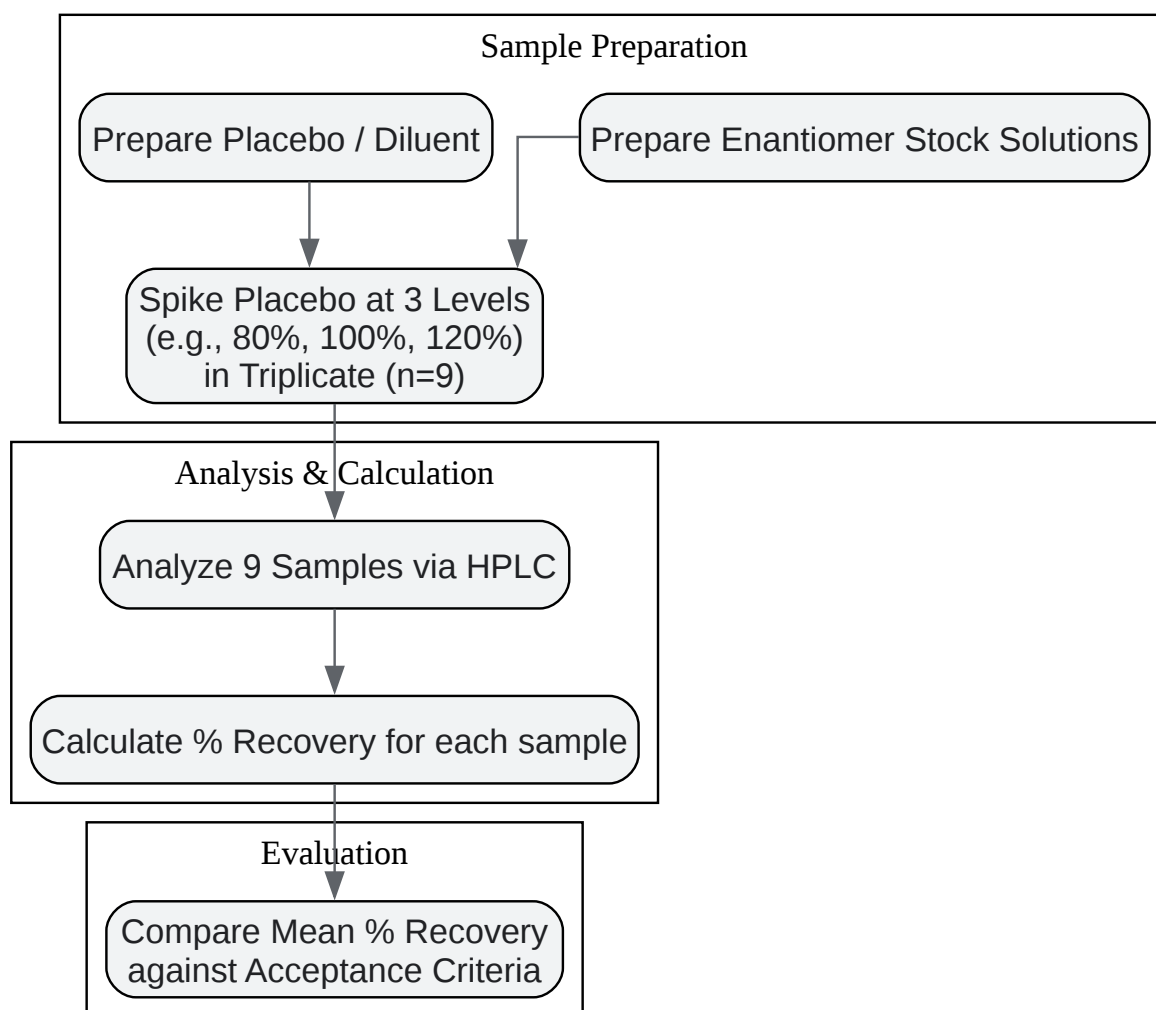 Sample Preparation
Prepare Placebo / Diluent
Prepare Enantiomer Stock Solutions
Spike Placebo at 3 Levels
(e.g., 80%, 100%, 120%)
in Triplicate (n=9)
Analysis & Calculation
Analyze 9 Samples via HPLC
Calculate % Recovery for each sample
Evaluation
Compare Mean % Recovery
against Acceptance Criteria